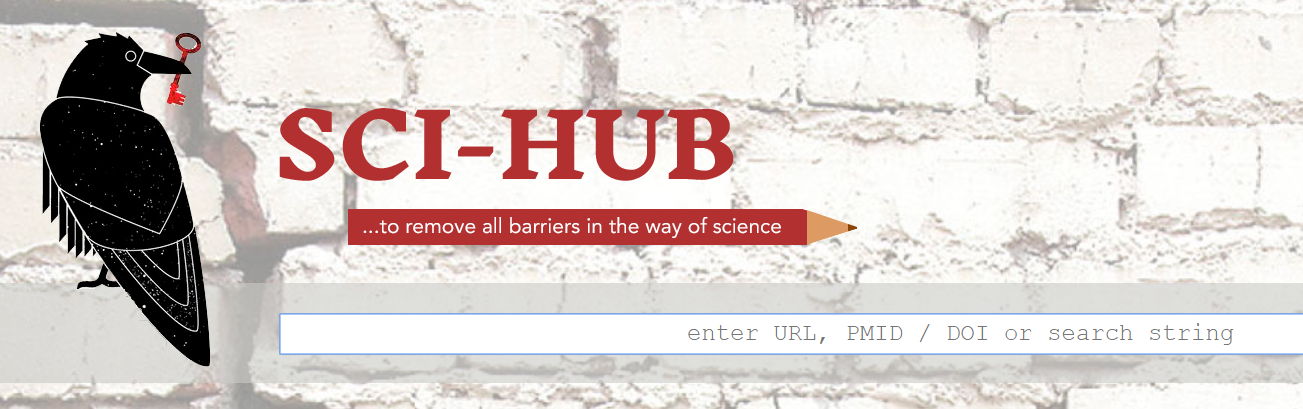 SCI-HUB
...to remove all barriers in the way of science
enter URL, PMID / DOI or search string